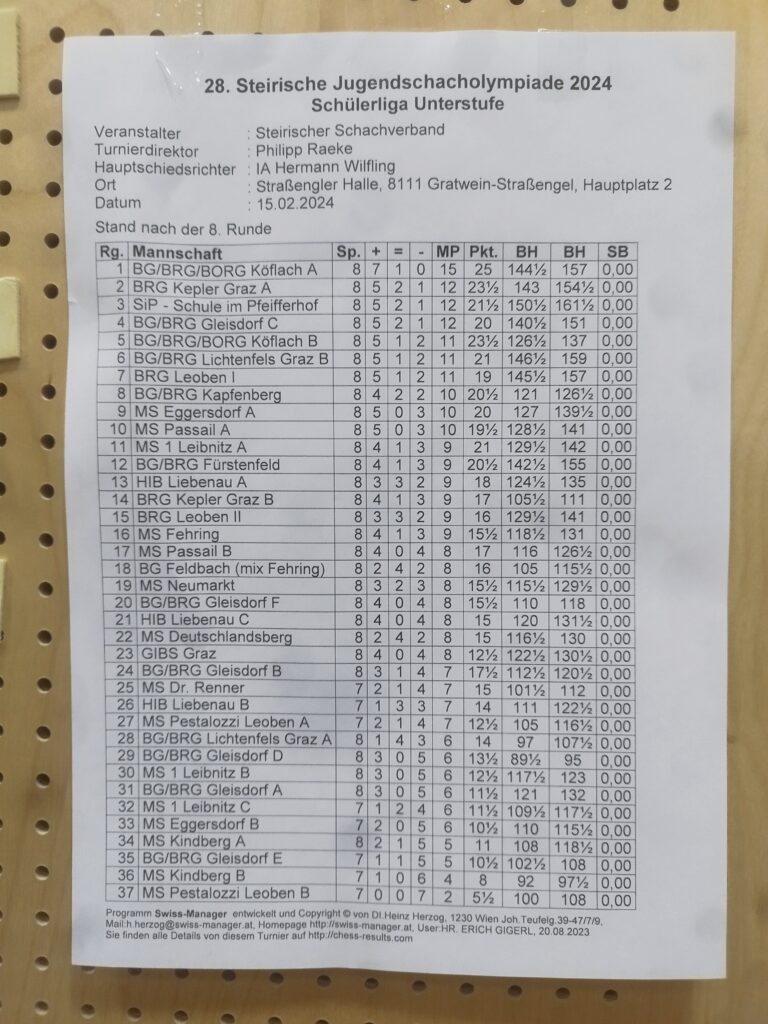 28. Steirische Jugendschacholympiade 2024
Schülerliga Unterstufe
Veranstalter : Steirischer Schachverband
Turnierdirektor : Philipp Raeke
Hauptschiedsrichter : IA Hermann Wilfling
Ort : Straßengler Halle, 8111 Gratwein-Straßengel, Hauptplatz 2
Datum : 15.02.2024
Stand nach der 8. Runde
Rg. Mannschaft Sp. + = - MP Pkt. BH BH SB
1 BG/BRG/BORG Köflach A 8 7 1 0 15 25 144½ 157 0,00
2 BRG Kepler Graz A 8 5 2 1 12 23½ 143 154½ 0,00
3 SiP - Schule im Pfeifferhof 8 5 2 1 12 21½ 150½ 161½ 0,00
4 BG/BRG Gleisdorf C 8 5 2 1 12 20 140½ 151 0,00
5 BG/BRG/BORG Köflach B 8 5 1 2 11 23½ 126½ 137 0,00
6 BG/BRG Lichtenfels Graz B 8 5 1 2 11 21 146½ 159 0,00
7 BRG Leoben I 8 5 1 2 11 19 145½ 157 0,00
8 BG/BRG Kapfenberg 8 4 2 2 10 20½ 121 126½ 0,00
9 MS Eggersdorf A 8 5 0 3 10 20 127 139½ 0,00
10 MS Passail A 8 5 0 3 10 19½ 128½ 141 0,00
11 MS 1 Leibnitz A 8 4 1 3 9 21 129½ 142 0,00
12 BG/BRG Fürstenfeld 8 4 1 3 9 20½ 142½ 155 0,00
13 HIB Liebenau A 8 3 3 2 9 18 124½ 135 0,00
14 BRG Kepler Graz B 8 4 1 3 9 17 105½ 111 0,00
15 BRG Leoben II 8 3 3 2 9 16 129½ 141 0,00
16 MS Fehring 8 4 1 3 9 15½ 118½ 131 0,00
17 MS Passail B 8 4 0 4 8 17 116 126½ 0,00
18 BG Feldbach (mix Fehring) 8 2 4 2 8 16 105 115½ 0,00
19 MS Neumarkt 8 3 2 3 8 15½ 115½ 129½ 0,00
20 BG/BRG Gleisdorf F 8 4 0 4 8 15½ 110 118 0,00
21 HIB Liebenau C 8 4 0 4 8 15 120 131½ 0,00
22 MS Deutschlandsberg 8 2 4 2 8 15 116½ 130 0,00
23 GIBS Graz 8 4 0 4 8 12½ 122½ 130½ 0,00
24 BG/BRG Gleisdorf B 8 3 1 4 7 17½ 112½ 120½ 0,00
25 MS Dr. Renner 7 2 1 4 7 15 101½ 112 0,00
26 HIB Liebenau B 7 1 3 3 7 14 111 122½ 0,00
27 MS Pestalozzi Leoben A 7 2 1 4 7 12½ 105 116½ 0,00
28 BG/BRG Lichtenfels Graz A 8 1 4 3 6 14 97 107½ 0,00
29 BG/BRG Gleisdorf D 8 3 0 5 6 13½ 89½ 95 0,00
30 MS 1 Leibnitz B 8 3 0 5 6 12½ 117½ 123 0,00
31 BG/BRG Gleisdorf A 8 3 0 5 6 11½ 121 132 0,00
32 MS 1 Leibnitz C 7 1 2 4 6 11½ 109½ 117½ 0,00
33 MS Eggersdorf B 7 2 0 5 6 10½ 110 115½ 0,00
34 MS Kindberg A 8 2 1 5 5 11 108 118½ 0,00
35 BG/BRG Gleisdorf E 7 1 1 5 5 10½ 102½ 108 0,00
36 MS Kindberg B 7 1 0 6 4 8 92 97½ 0,00
37 MS Pestalozzi Leoben B 7 0 0 7 2 5½ 100 108 0,00
Programm Swiss-Manager entwickelt und Copyright © von DI.Heinz Herzog, 1230 Wien Joh.Teufelg.39-47/7/9,
Mail:h.herzog@swiss-manager.at, Homepage http://swiss-manager.at, User:HR. ERICH GIGERL, 20.08 2023
Sie finden alle Details von diesem Turnier auf http://chess-results.com